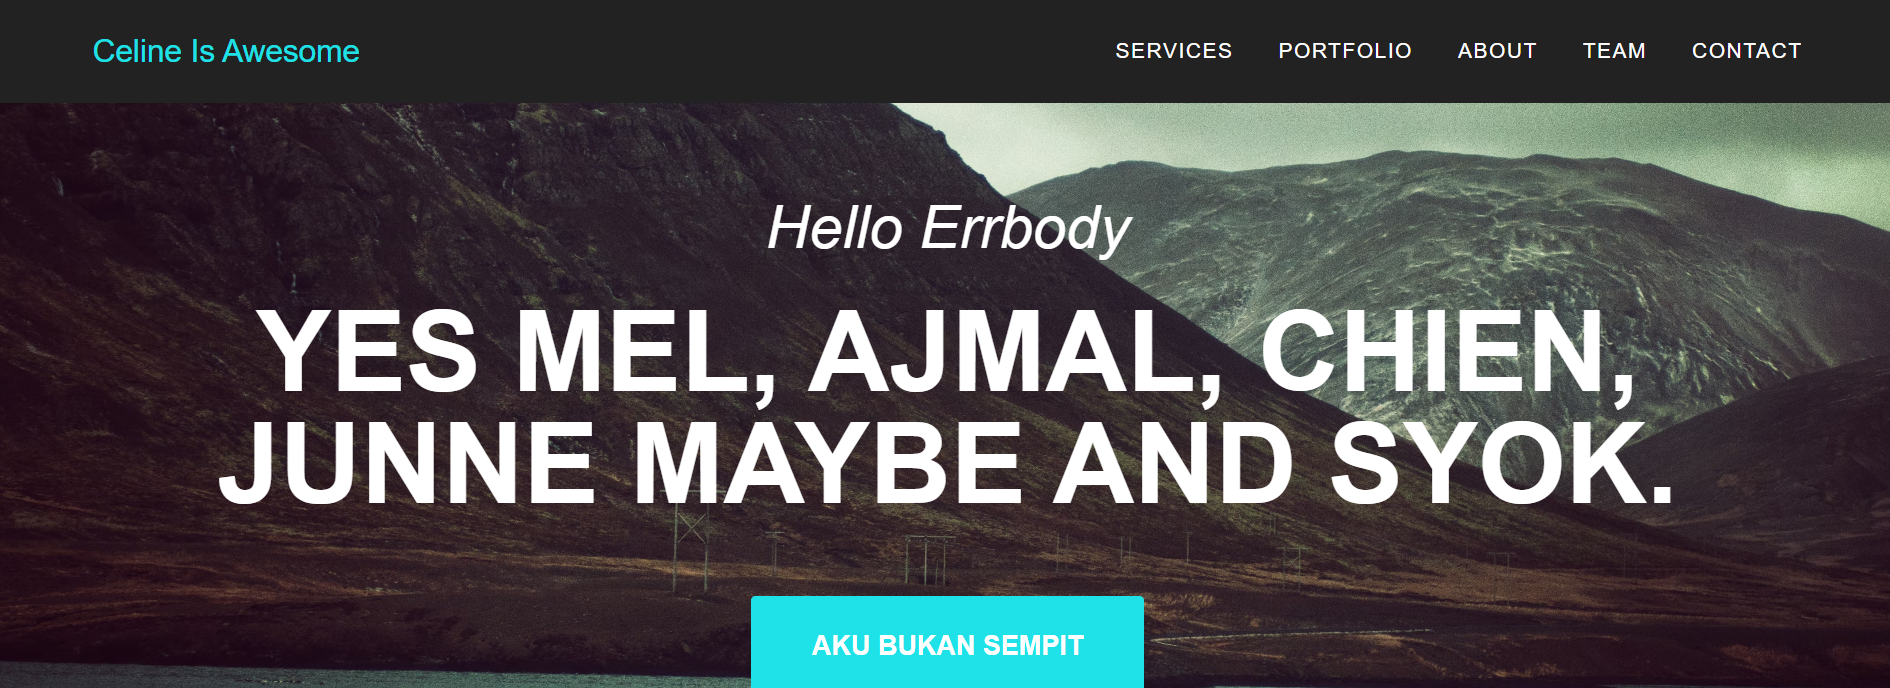 Celine Is Awesome
SERVICES PORTFOLIO ABOUT TEAM CONTACT
Hello Errbody
YES MEL, AJMAL, CHIEN,
JUNNE MAYBE AND SYOK.
AKU BUKAN SEMPIT